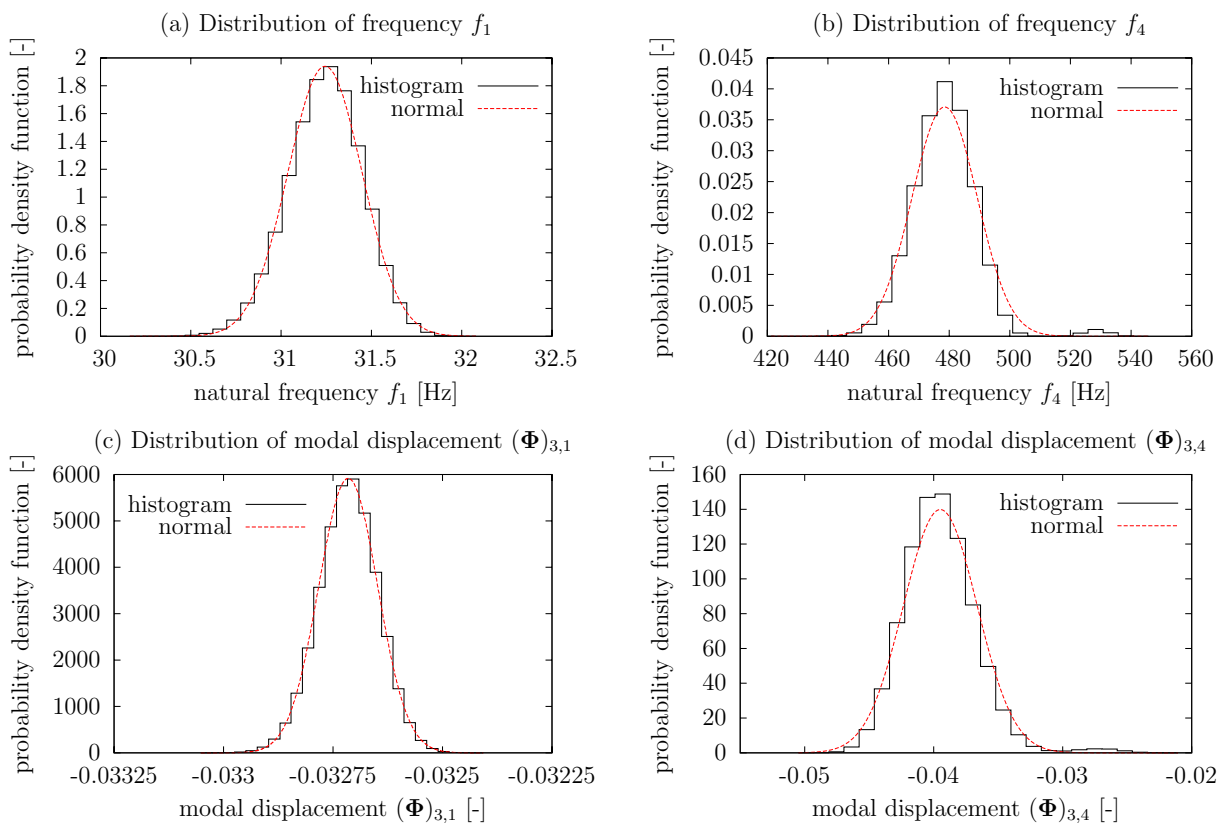 (a) Distribution of frequency f₁
probability density function [-]
2
1.8
1.6
1.4
1.2
1
0.8
0.6
0.4
0.2
0
histogram
normal
30 30.5 31 31.5 32 32.5
natural frequency f₁ [Hz]
(b) Distribution of frequency f₄
probability density function [-]
0.045
0.04
0.035
0.03
0.025
0.02
0.015
0.01
0.005
0
histogram
normal
420 440 460 480 500 520 540 560
natural frequency f₄ [Hz]
(c) Distribution of modal displacement (Φ)₃,₁
probability density function [-]
6000
5000
4000
3000
2000
1000
0
histogram
normal
-0.03325 -0.033 -0.03275 -0.0325 -0.03225
modal displacement (Φ)₃,₁ [-]
(d) Distribution of modal displacement (Φ)₃,₄
probability density function [-]
160
140
120
100
80
60
40
20
0
histogram
normal
-0.05 -0.04 -0.03 -0.02
modal displacement (Φ)₃,₄ [-]